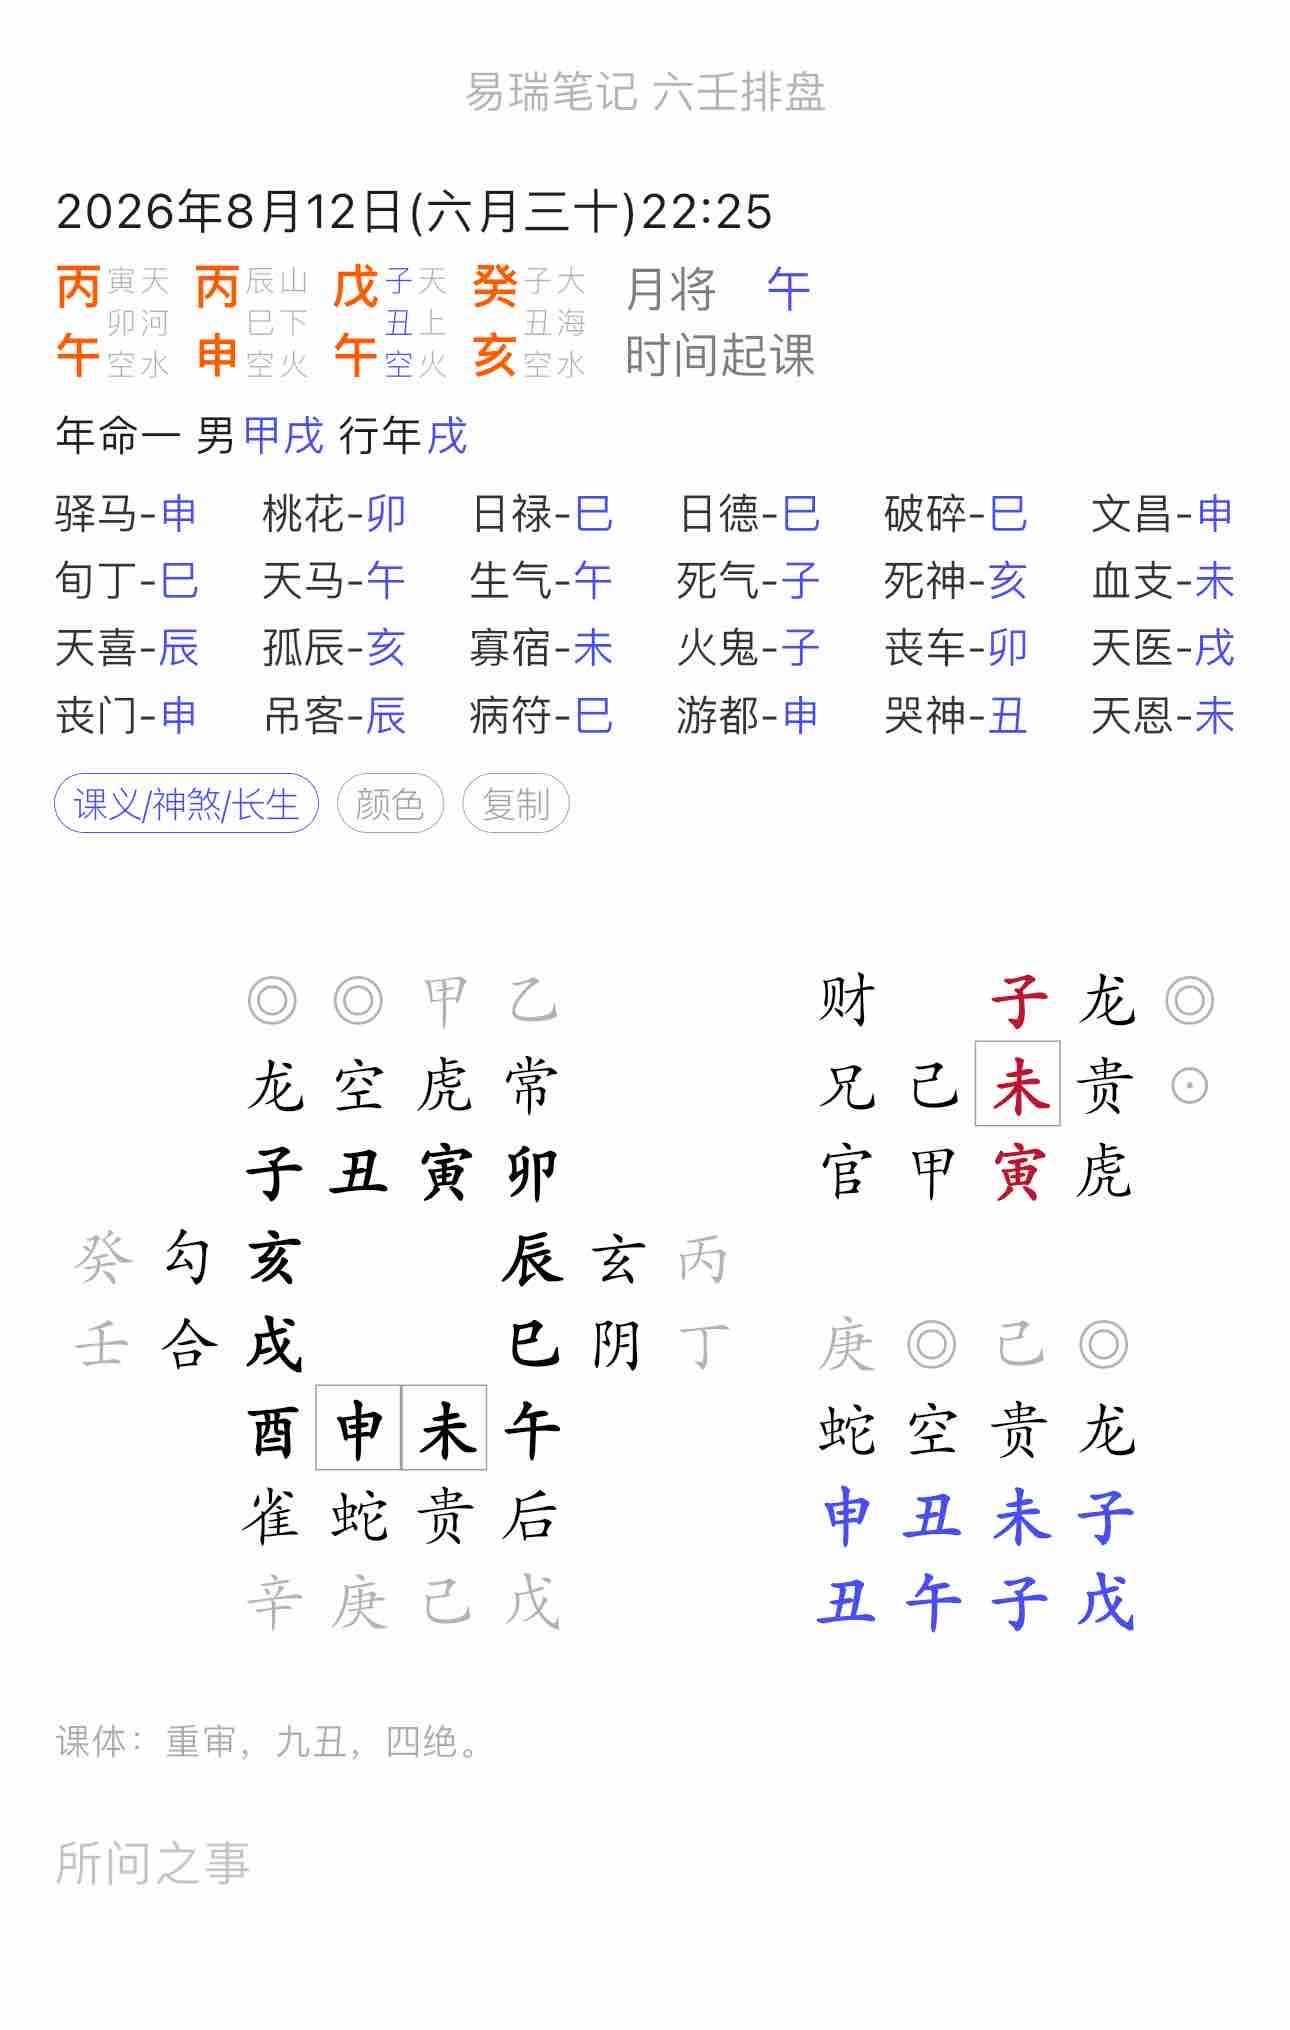 易瑞笔记 六壬排盘
2026年8月12日(六月三十)22:25
丙 寅天 丙 辰山 戊 子天 癸 子大 月将 午
卯河 巳下 丑上 丑海
午 空水 申 空火 午 空火 亥 空水 时间起课
年命一 男甲戌 行年戌
驿马-申 桃花-卯 日禄-巳 日德-巳 破碎-巳 文昌-申
旬丁-巳 天马-午 生气-午 死气-子 死神-亥 血支-未
天喜-辰 孤辰-亥 寡宿-未 火鬼-子 丧车-卯 天医-戌
丧门-申 吊客-辰 病符-巳 游都-申 哭神-丑 天恩-未
课义/神煞/长生 颜色 复制
◎ ◎ 甲 乙
龙 空 虎 常
子 丑 寅 卯
癸 勾 亥 辰 玄 丙
壬 合 戌 巳 阴 丁
酉 申 未 午
雀 蛇 贵 后
辛 庚 己 戊
财 子 龙 ◎
兄 己 未 贵 ⊙
官 甲 寅 虎
庚 ◎ 己 ◎
蛇 空 贵 龙
申 丑 未 子
丑 午 子 戊
课体：重审，九丑，四绝。
所问之事